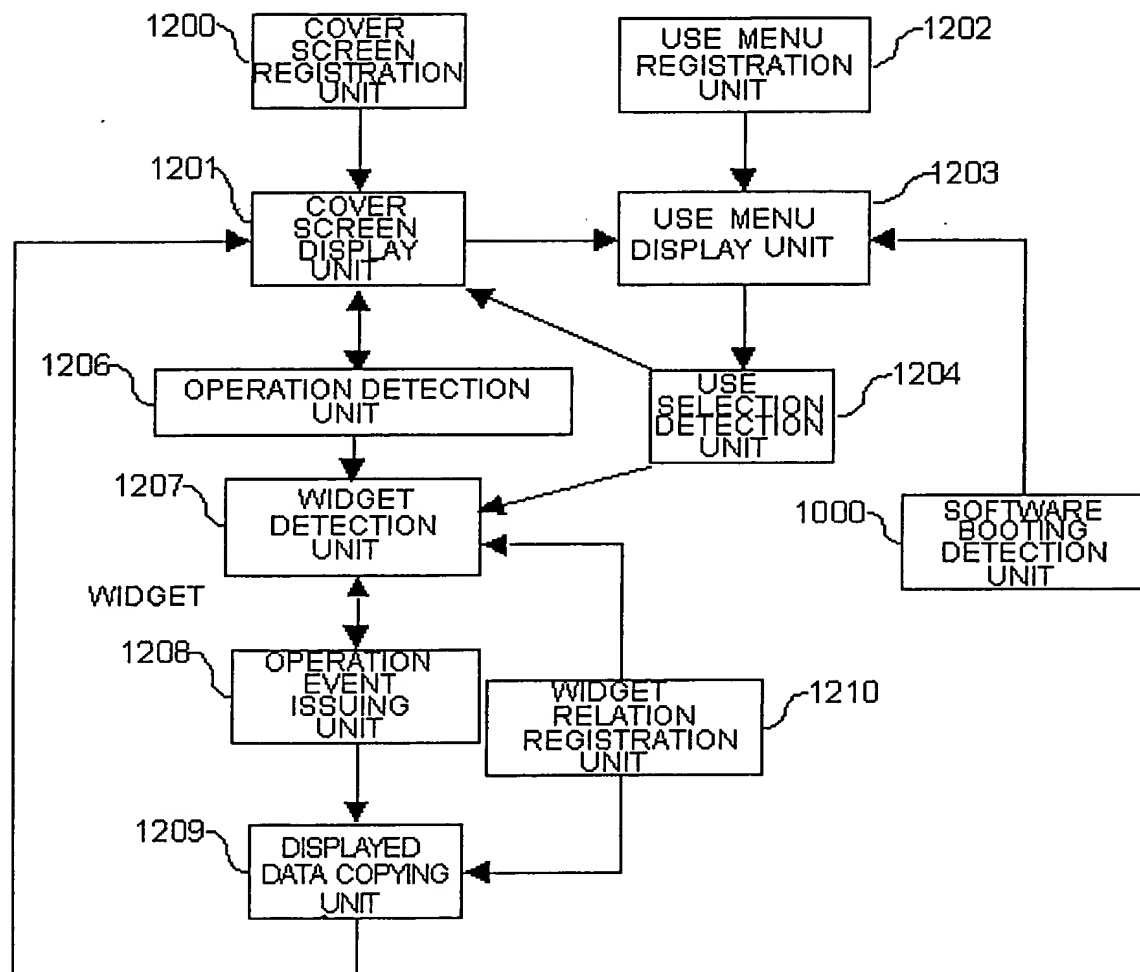 1200
COVER
SCREEN
REGISTRATION
UNIT
USE MENU
REGISTRATION
UNIT
1202
1201
COVER
SCREEN
DISPLAY
UNIT
USE MENU
DISPLAY UNIT
1203
1206
OPERATION DETECTION
UNIT
USE
SELECTION
DETECTION
UNIT
1204
1207
WIDGET
DETECTION
UNIT
1000
SOFTWARE
BOOTING
DETECTION
UNIT
WIDGET
1208
OPERATION
EVENT
ISSUING
UNIT
WIDGET
RELATION
REGISTRATION
UNIT
1210
1209
DISPLAYED
DATA COPYING
UNIT